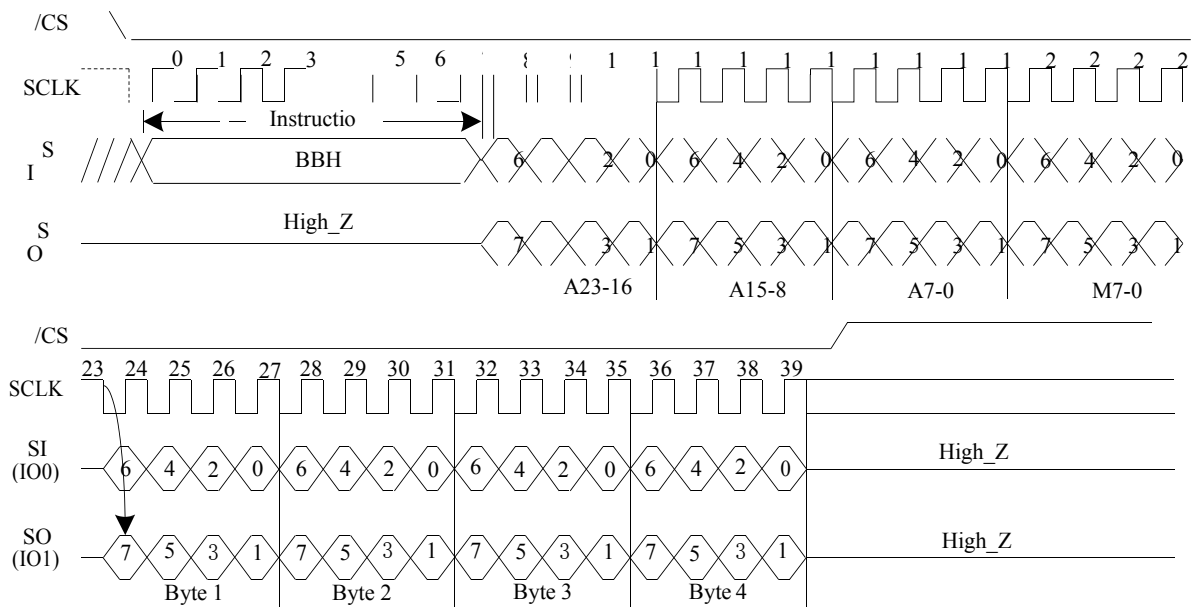 /CS
0 1 2 3 5 6 8 9 1 1 1 1 1 1 1 1 1 1 2 2 2 2
SCLK
Instructio
S
I
BBH
6 2 0 6 4 2 0 6 4 2 0 6 4 2 0
High_Z
S
O
7 3 1 7 5 3 1 7 5 3 1 7 5 3 1
A23-16 A15-8 A7-0 M7-0
/CS
23 24 25 26 27 28 29 30 31 32 33 34 35 36 37 38 39
SCLK
SI
(IO0)
6 4 2 0 6 4 2 0 6 4 2 0 6 4 2 0
High_Z
SO
(IO1)
7 5 3 1 7 5 3 1 7 5 3 1 7 5 3 1
High_Z
Byte 1 Byte 2 Byte 3 Byte 4